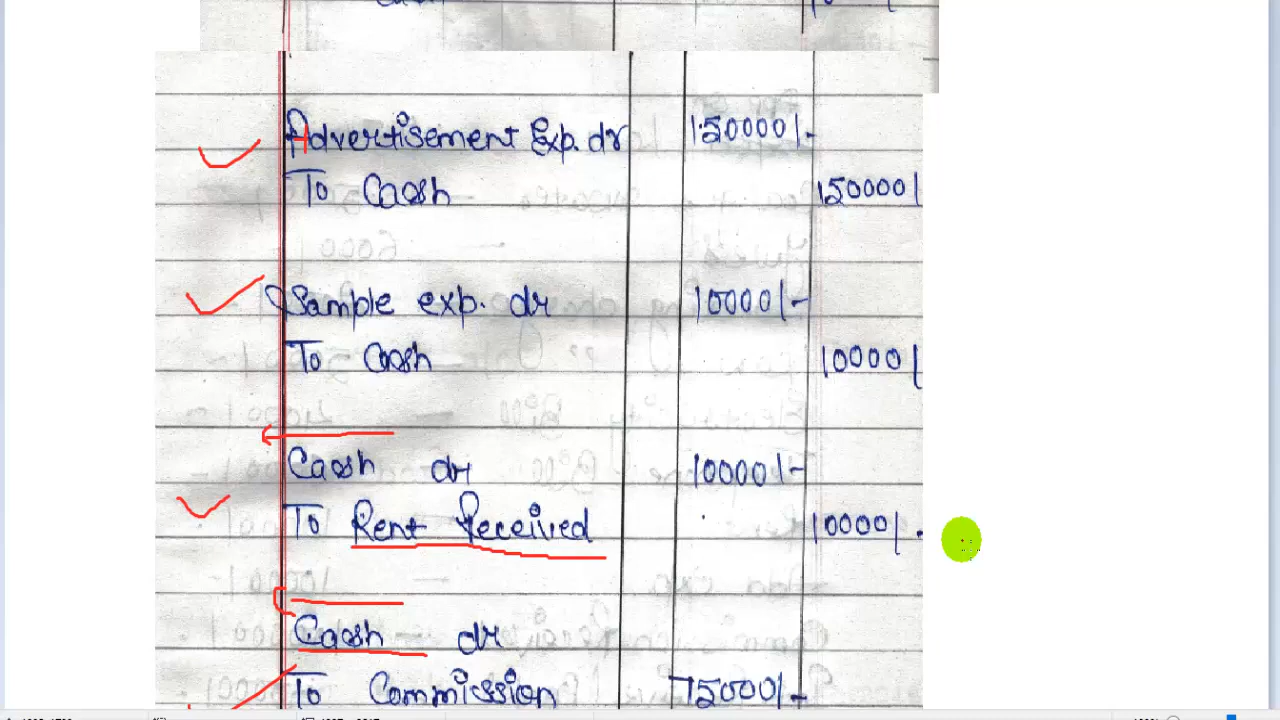 Advertisement Exp. dr 150000/-
To Cash 150000/
Sample exp. dr 10000/-
To Cash 10000/
Cash dr 10000/-
To Rent Received 10000/-
Cash dr
To Commission 75000/-